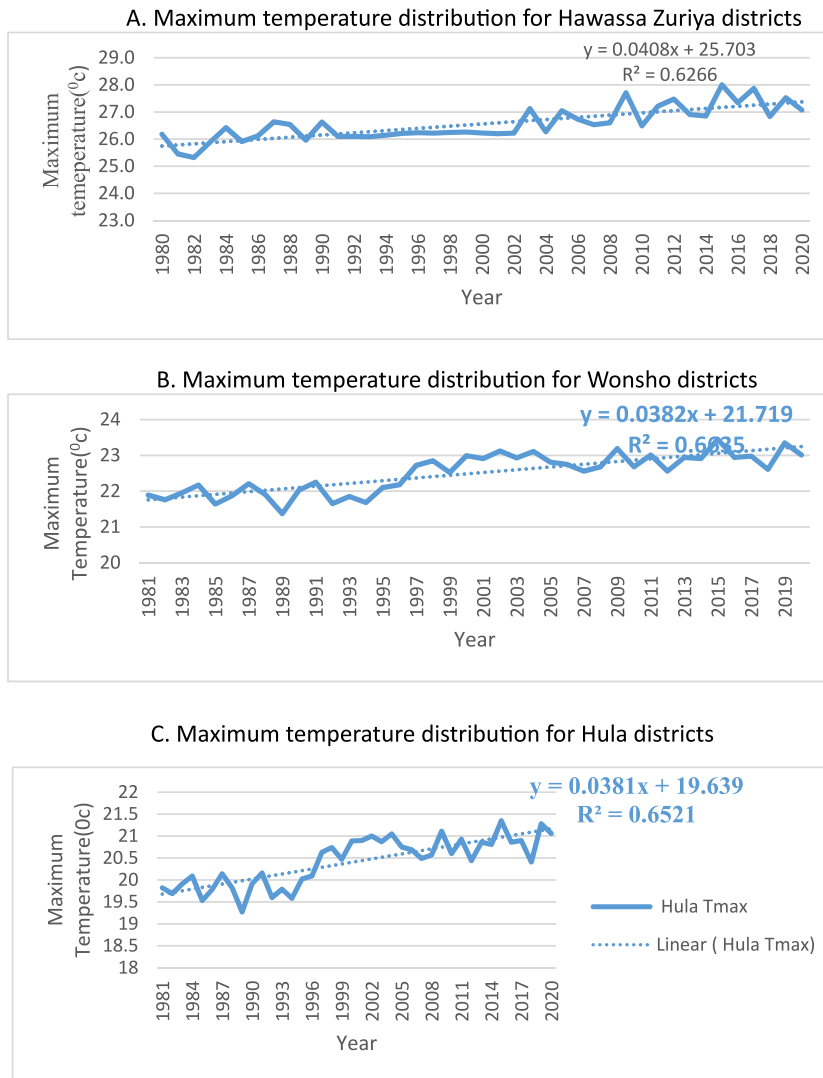 A. Maximum temperature distribution for Hawassa Zuriya districts
y = 0.0408x + 25.703
R² = 0.6266
Maximum
temeperature(⁰c)
29.0
28.0
27.0
26.0
25.0
24.0
23.0
1980 1982 1984 1986 1988 1990 1992 1994 1996 1998 2000 2002 2004 2006 2008 2010 2012 2014 2016 2018 2020
Year
B. Maximum temperature distribution for Wonsho districts
y = 0.0382x + 21.719
R² = 0.6035
Maximum
Temperature(⁰c)
24
23
22
21
20
1981 1983 1985 1987 1989 1991 1993 1995 1997 1999 2001 2003 2005 2007 2009 2011 2013 2015 2017 2019
Year
C. Maximum temperature distribution for Hula districts
y = 0.0381x + 19.639
R² = 0.6521
Maximum
Temperature(0c)
22
21.5
21
20.5
20
19.5
19
18.5
18
1981 1984 1987 1990 1993 1996 1999 2002 2005 2008 2011 2014 2017 2020
Year
Hula Tmax
Linear ( Hula Tmax)